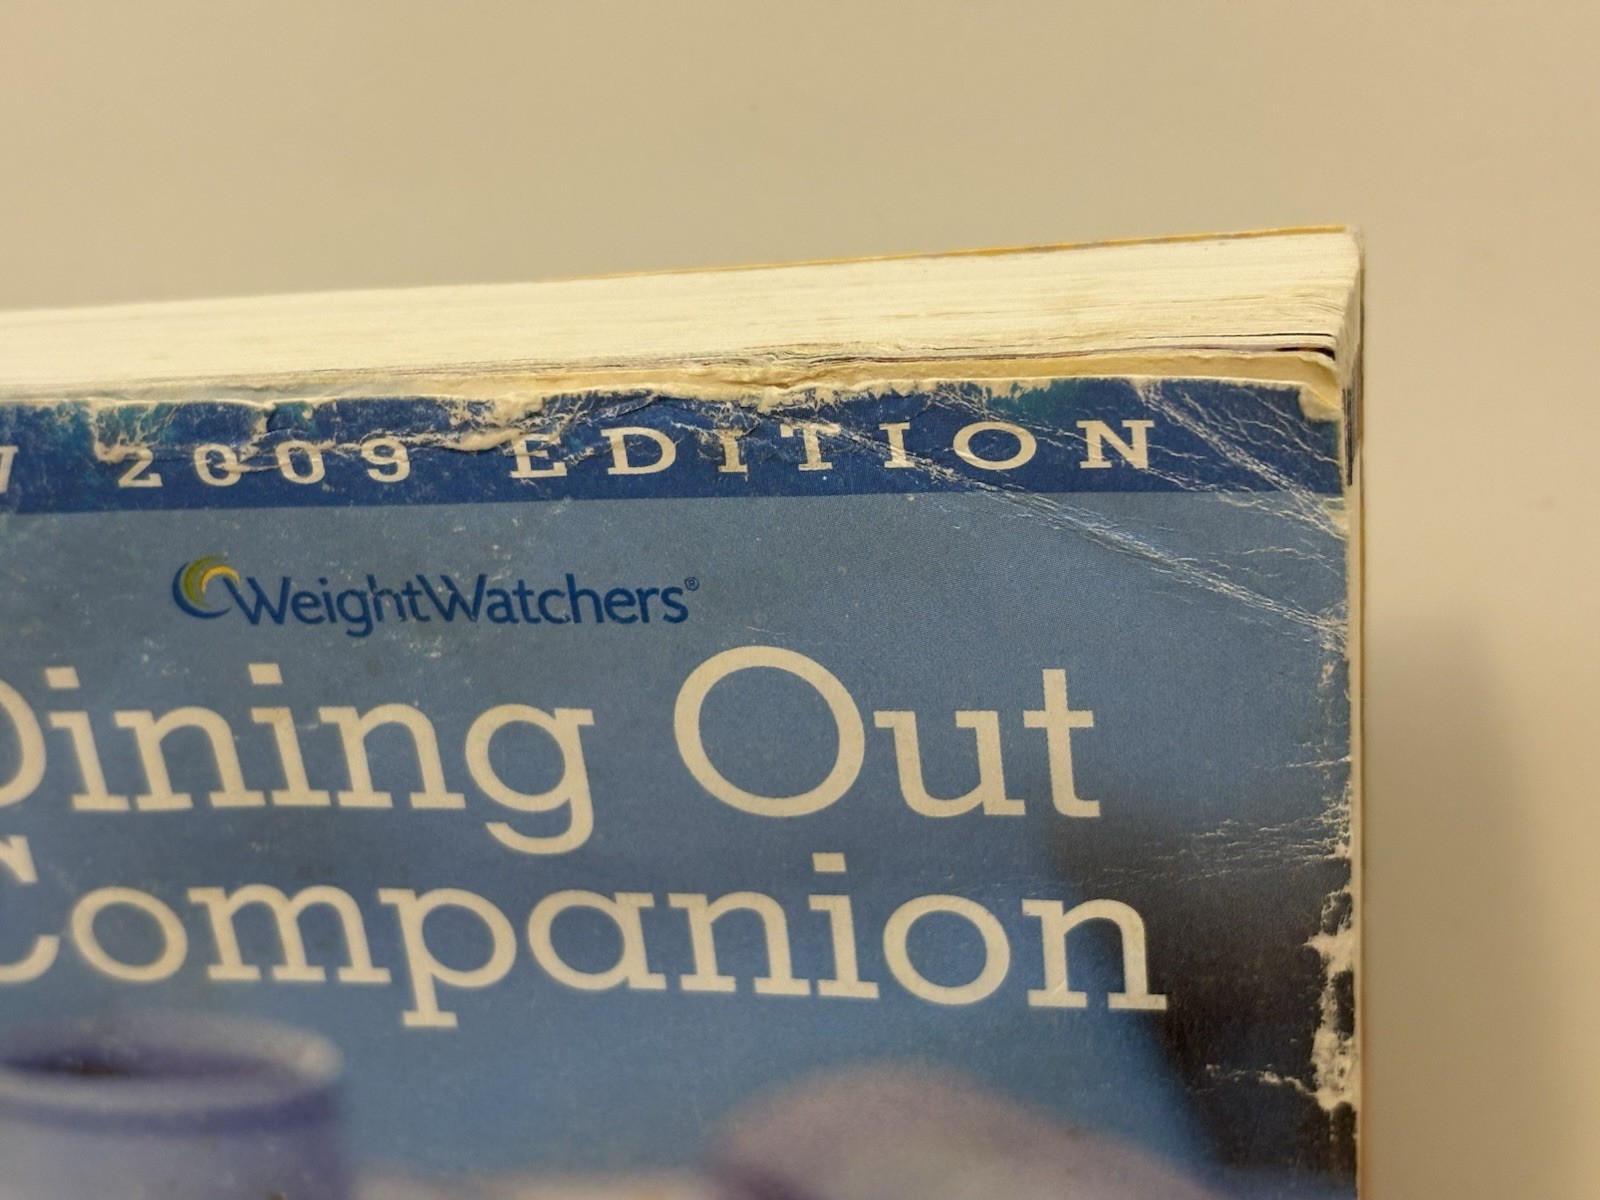 W 2009 EDITION
WeightWatchers®
Dining Out
Companion